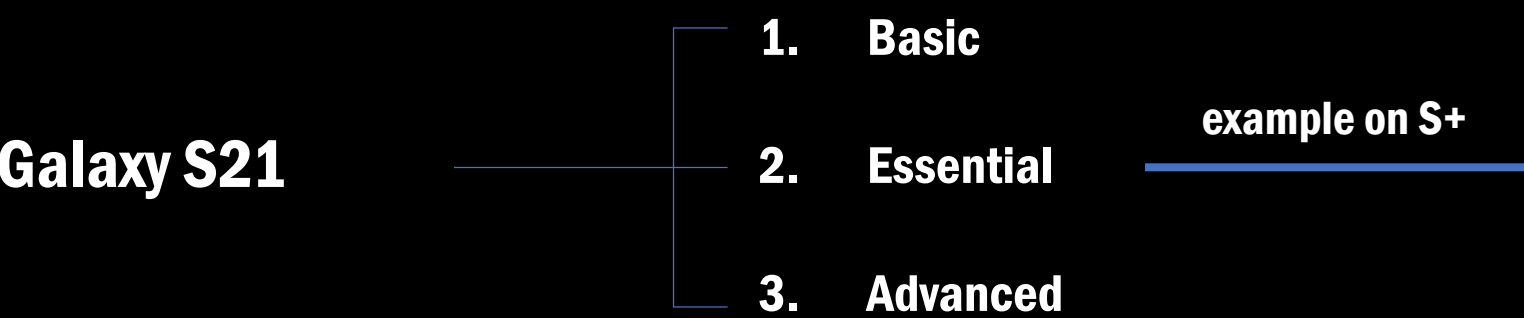 Galaxy S21
1. Basic
2. Essential
3. Advanced
example on S+